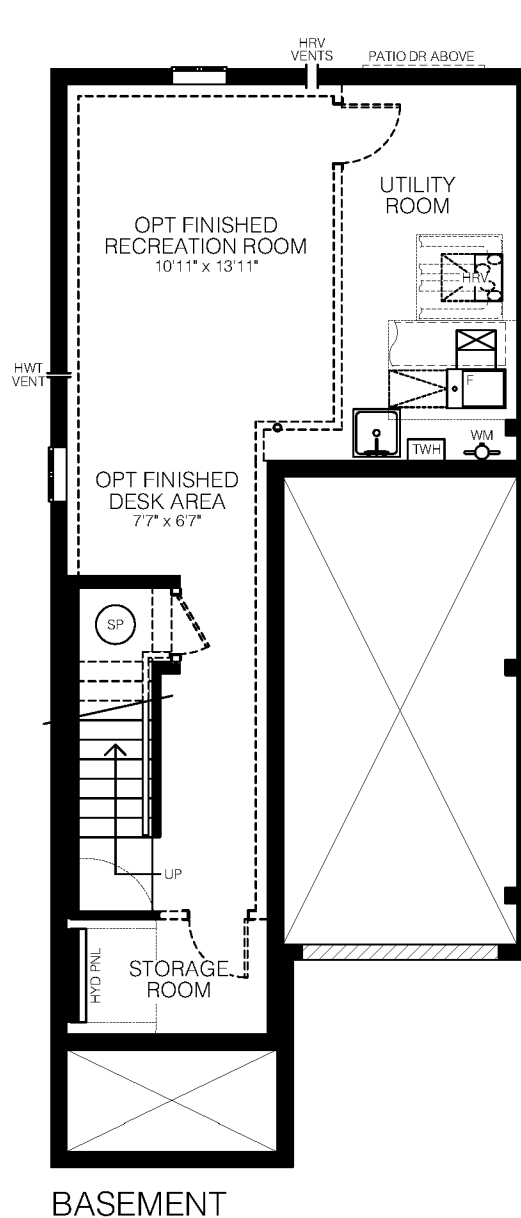 HRV
VENTS
PATIO DR ABOVE
UTILITY
ROOM
OPT FINISHED
RECREATION ROOM
10'11" x 13'11"
HRV
HWT
VENT
F
WM
TWH
OPT FINISHED
DESK AREA
7'7" x 6'7"
SP
UP
STORAGE
ROOM
HYD PNL
BASEMENT